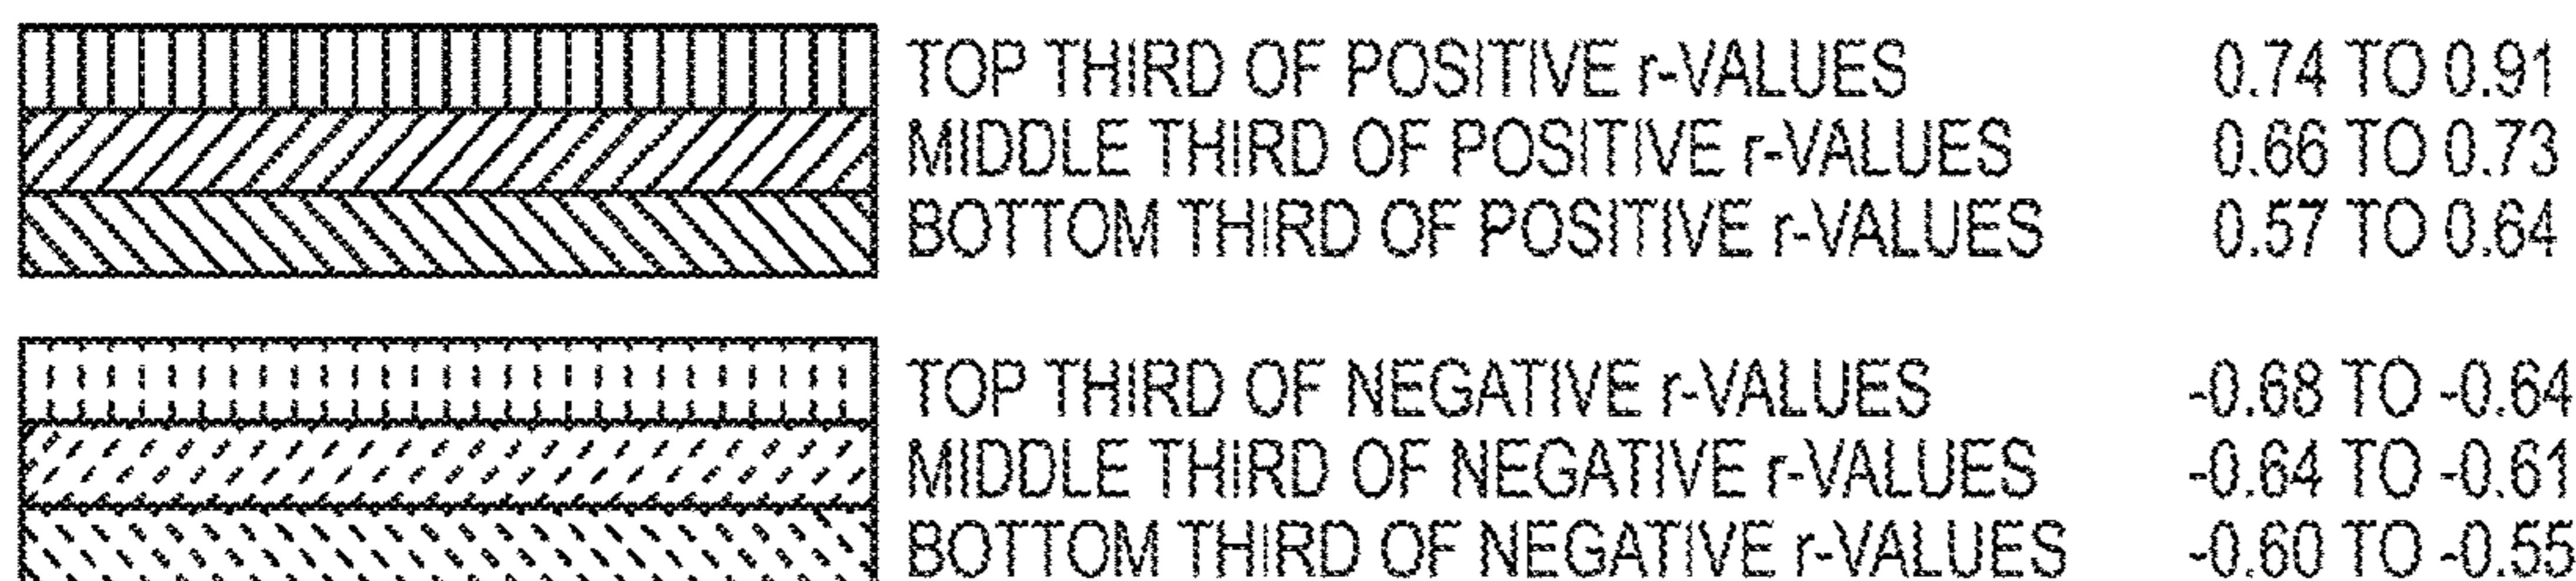 TOP THIRD OF POSITIVE r-VALUES 0.74 TO 0.91
MIDDLE THIRD OF POSITIVE r-VALUES 0.66 TO 0.73
BOTTOM THIRD OF POSITIVE r-VALUES 0.57 TO 0.64
TOP THIRD OF NEGATIVE r-VALUES -0.68 TO -0.64
MIDDLE THIRD OF NEGATIVE r-VALUES -0.64 TO -0.61
BOTTOM THIRD OF NEGATIVE r-VALUES -0.60 TO -0.55